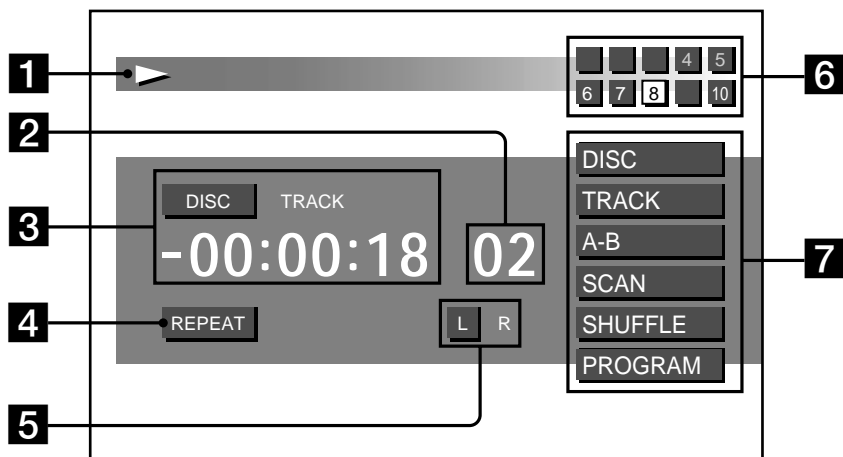 1
4 5
6 7 8 10
6
2
DISC TRACK
-00:00:18
02
3
DISC
TRACK
A-B
SCAN
SHUFFLE
PROGRAM
7
4
REPEAT
L R
5